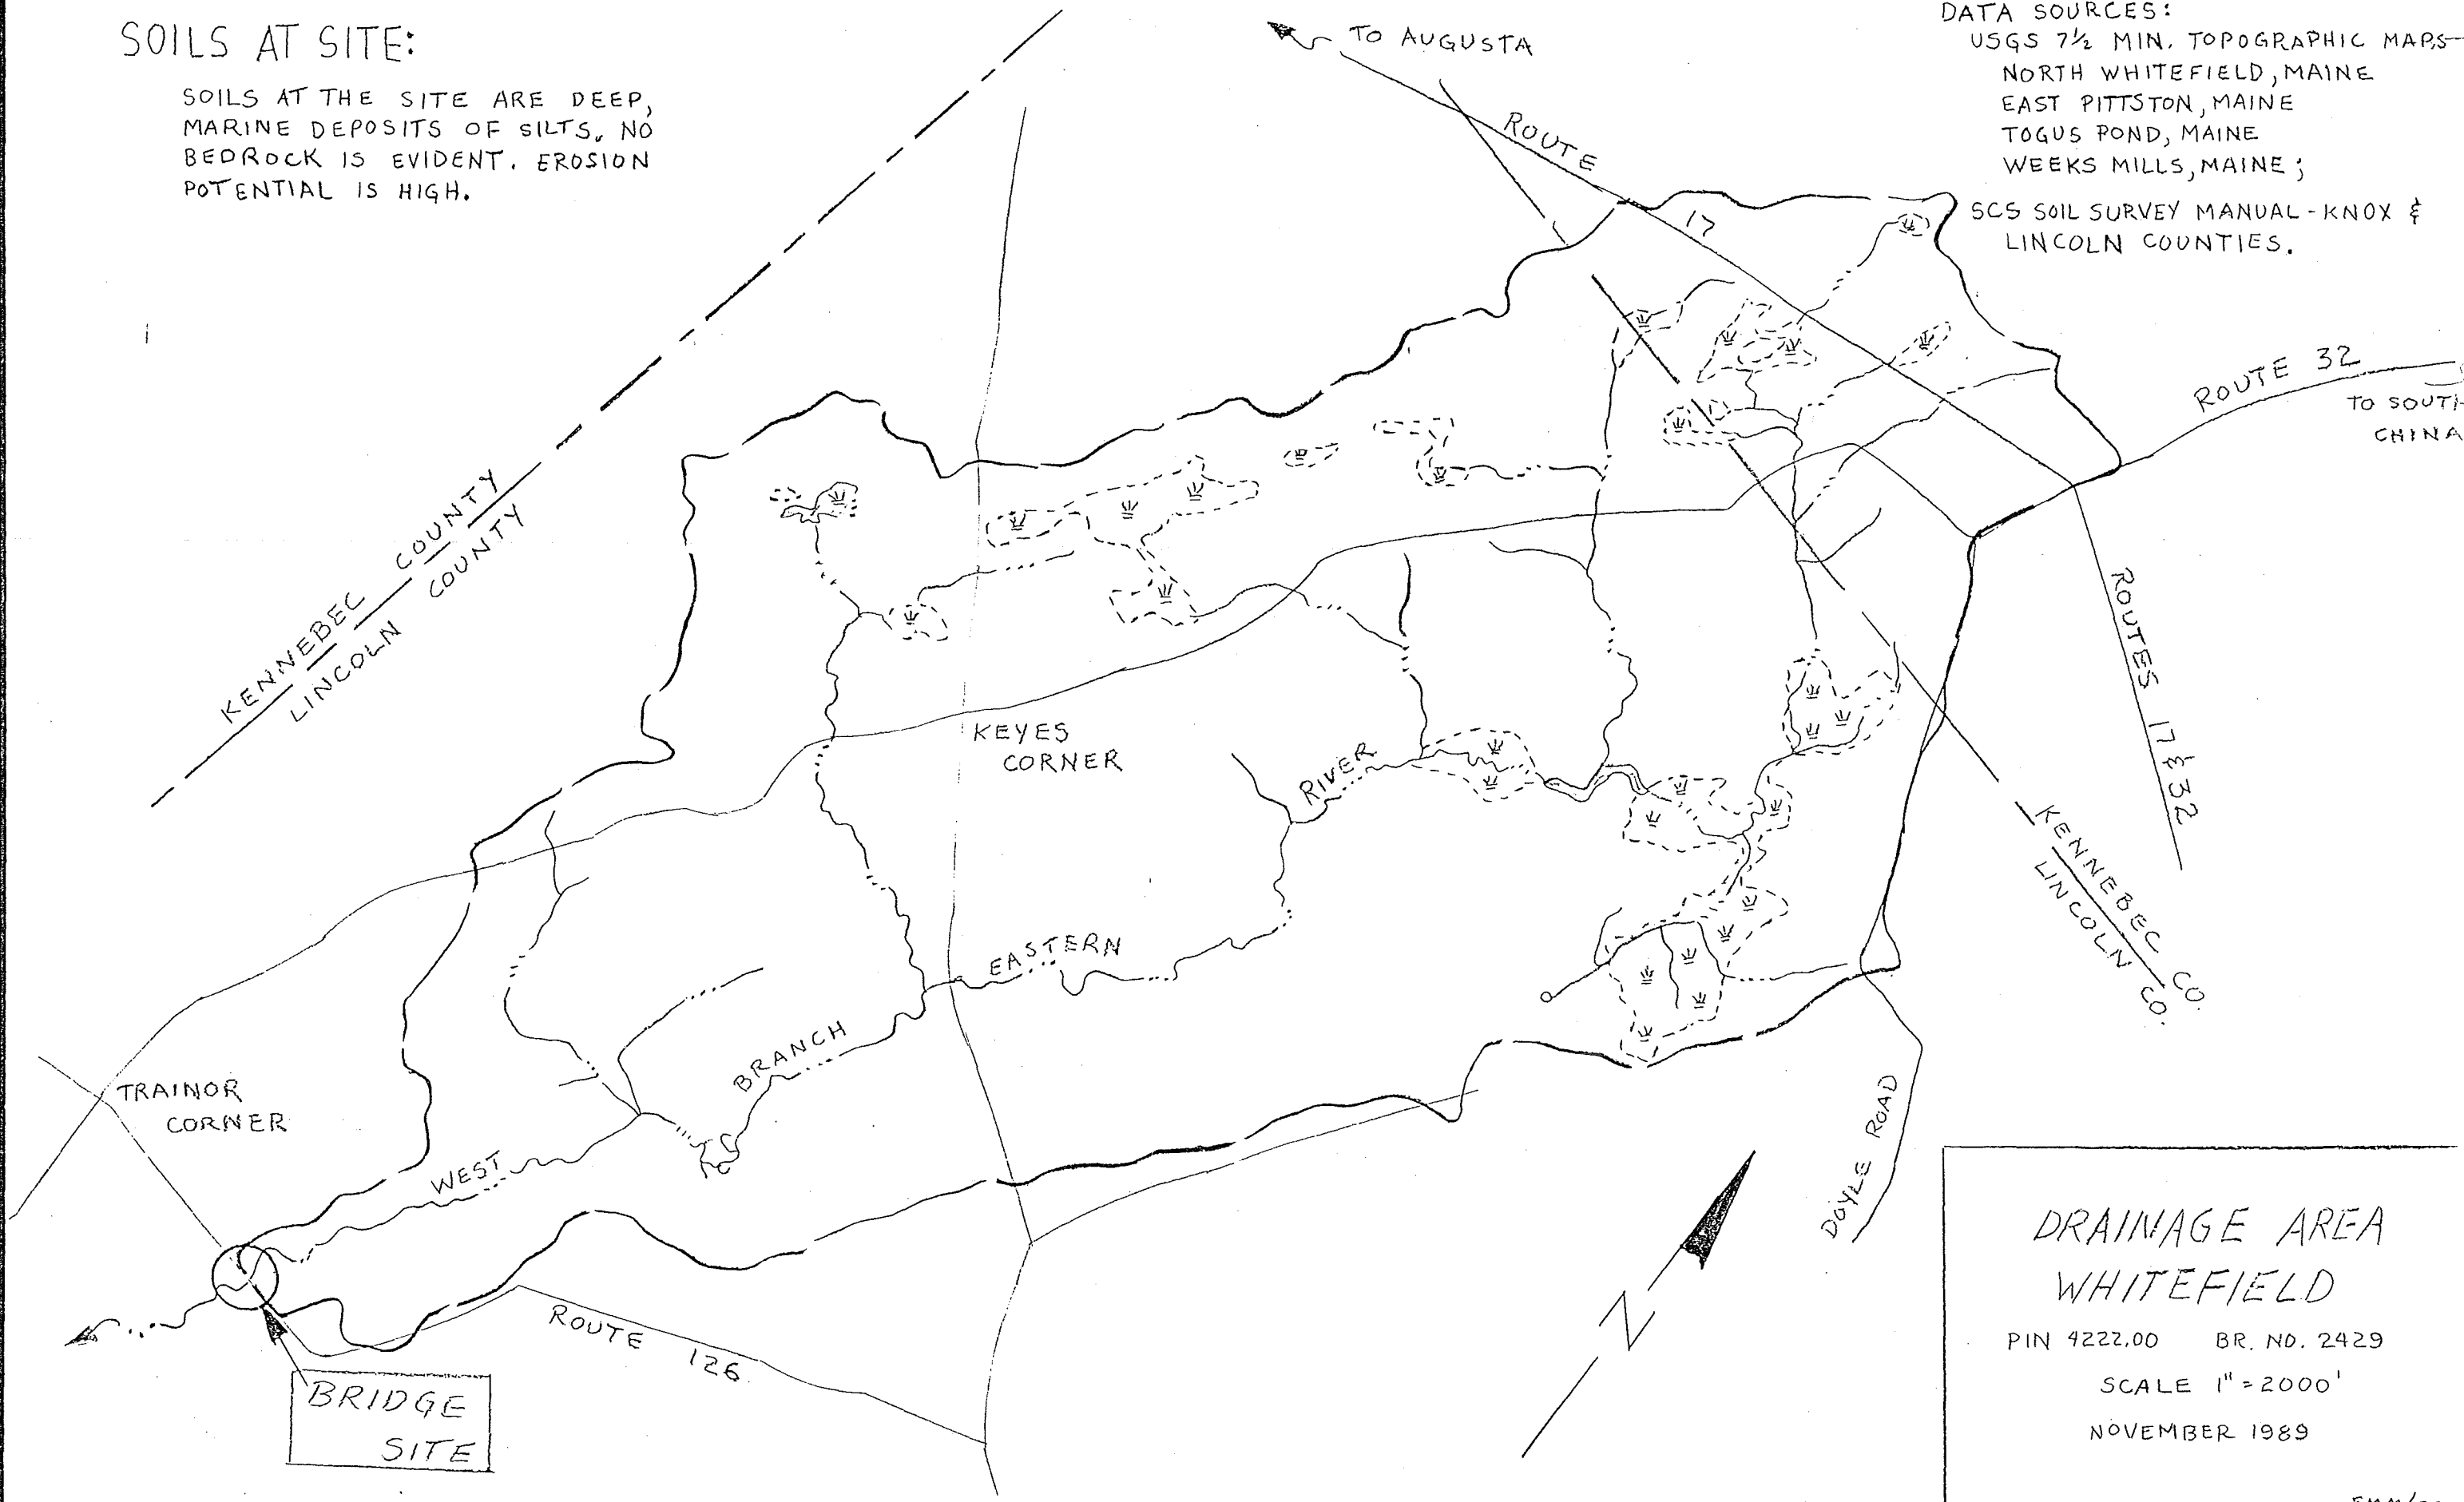 SOILS AT SITE:
SOILS AT THE SITE ARE DEEP,
MARINE DEPOSITS OF SILTS. NO
BEDROCK IS EVIDENT. EROSION
POTENTIAL IS HIGH.
TO AUGUSTA
DATA SOURCES:
USGS 7½ MIN. TOPOGRAPHIC MAPS—
NORTH WHITEFIELD, MAINE
EAST PITTSTON, MAINE
TOGUS POND, MAINE
WEEKS MILLS, MAINE;
SCS SOIL SURVEY MANUAL - KNOX &
LINCOLN COUNTIES.
ROUTE 17
ROUTE 32
TO SOUTH
CHINA
KENNEBEC COUNTY
LINCOLN COUNTY
ROUTES 17 & 32
KEYES
CORNER
RIVER
EASTERN
BRANCH
WEST
KENNEBEC CO.
LINCOLN CO.
TRAINOR
CORNER
DOYLE ROAD
N
ROUTE 126
BRIDGE
SITE
DRAINAGE AREA
WHITEFIELD
PIN 4222.00 BR. NO. 2429
SCALE 1" = 2000'
NOVEMBER 1989